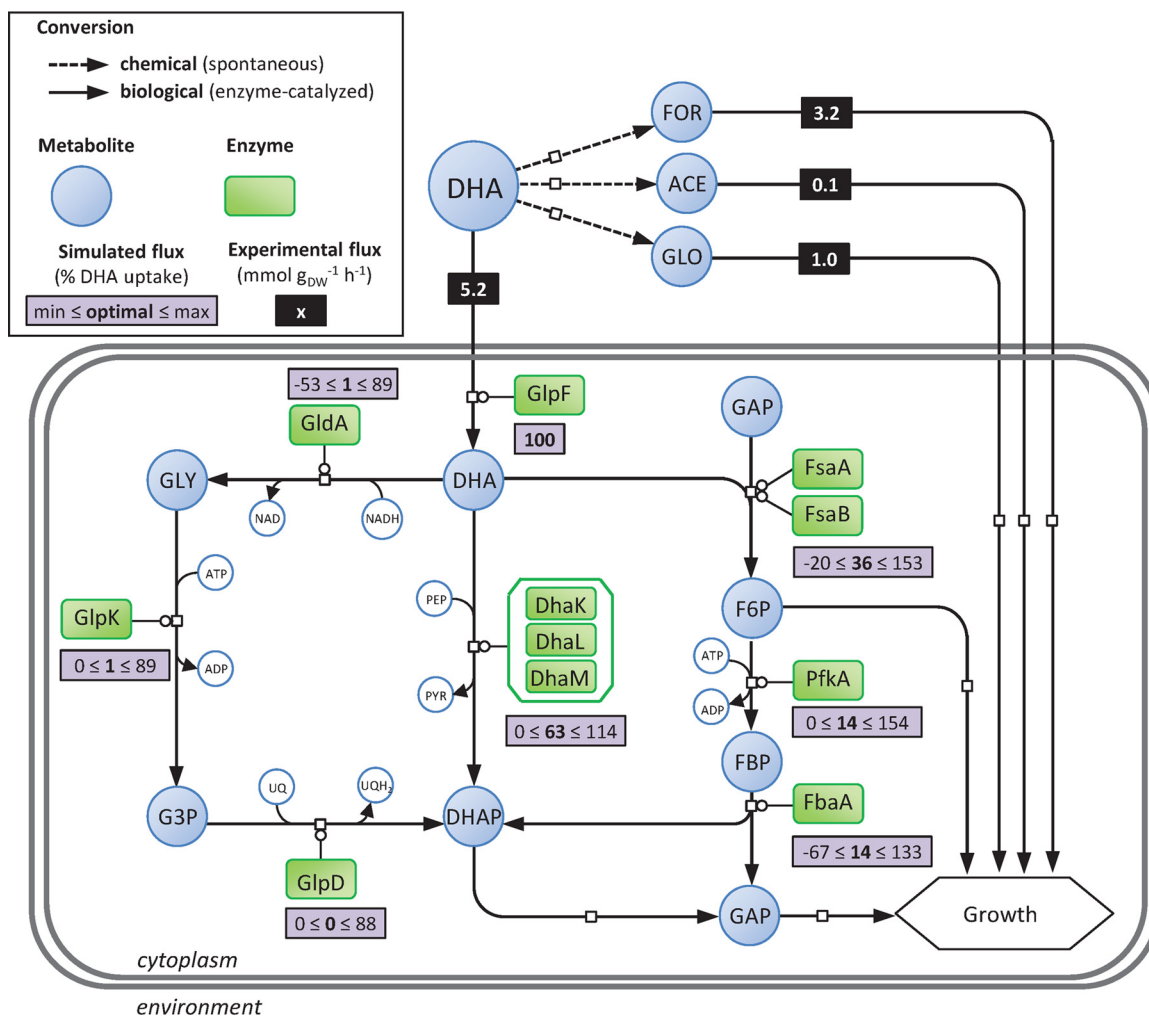 Conversion
chemical (spontaneous)
biological (enzyme-catalyzed)
Metabolite
Enzyme
Simulated flux
(% DHA uptake)
min ≤ optimal ≤ max
Experimental flux
(mmol gDW⁻¹ h⁻¹)
x
DHA
FOR
3.2
ACE
0.1
GLO
1.0
5.2
-53 ≤ 1 ≤ 89
GldA
GlpF
100
GAP
GLY
NAD
NADH
DHA
FsaA
FsaB
-20 ≤ 36 ≤ 153
ATP
GlpK
0 ≤ 1 ≤ 89
ADP
PEP
PYR
DhaK
DhaL
DhaM
0 ≤ 63 ≤ 114
F6P
ATP
ADP
PfkA
0 ≤ 14 ≤ 154
FBP
FbaA
-67 ≤ 14 ≤ 133
G3P
UQ
UQH₂
DHAP
GlpD
0 ≤ 0 ≤ 88
GAP
Growth
cytoplasm
environment